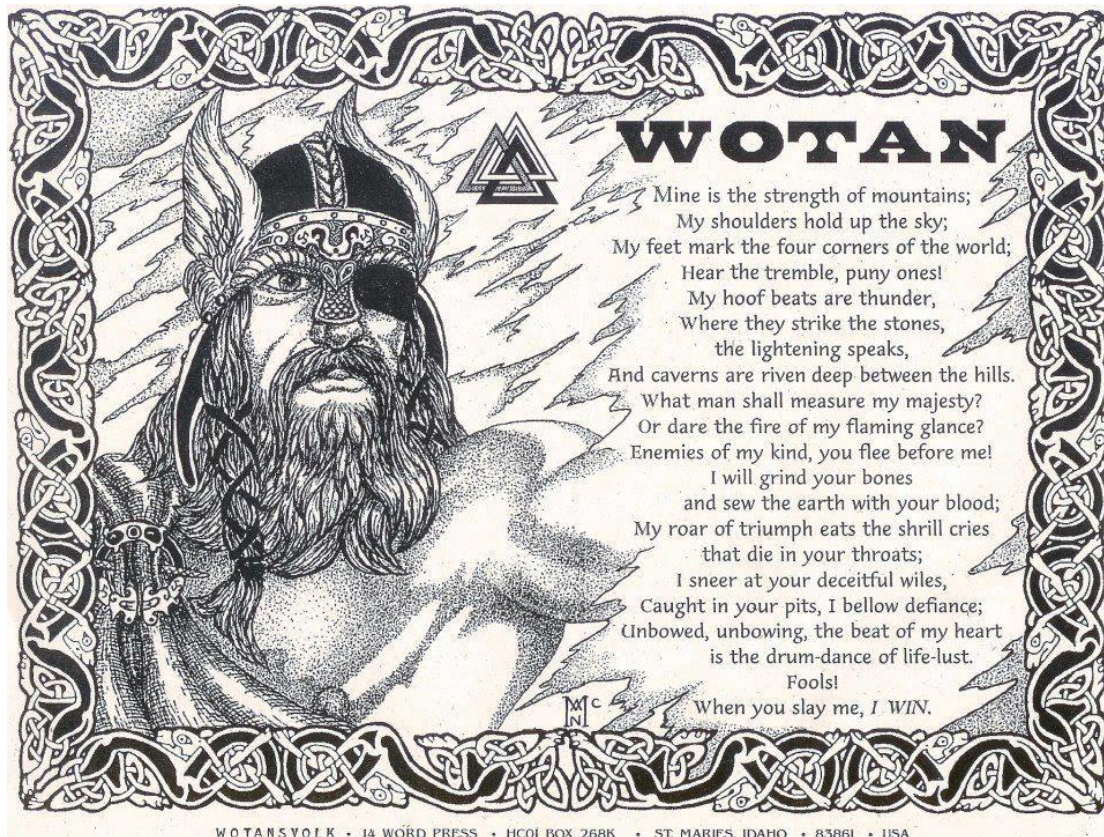 WOTAN
Mine is the strength of mountains;
My shoulders hold up the sky;
My feet mark the four corners of the world;
Hear the tremble, puny ones!
My hoof beats are thunder,
Where they strike the stones,
the lightening speaks,
And caverns are riven deep between the hills.
What man shall measure my majesty?
Or dare the fire of my flaming glance?
Enemies of my kind, you flee before me!
I will grind your bones
and sew the earth with your blood;
My roar of triumph eats the shrill cries
that die in your throats;
I sneer at your deceitful wiles,
Caught in your pits, I bellow defiance;
Unbowed, unbowing, the beat of my heart
is the drum-dance of life-lust.
Fools!
When you slay me, I WIN.
WOTANSVOLK • 14 WORD PRESS • HC01 BOX 268K • ST. MARIES, IDAHO • 83861 • USA